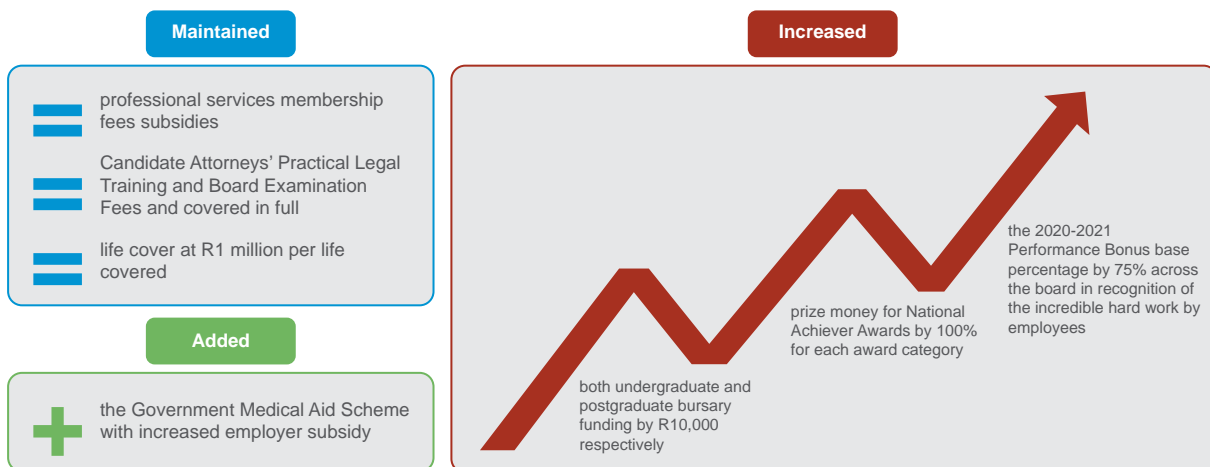 Maintained
professional services membership
fees subsidies
Candidate Attorneys’ Practical Legal
Training and Board Examination
Fees and covered in full
life cover at R1 million per life
covered
Added
the Government Medical Aid Scheme
with increased employer subsidy
Increased
both undergraduate and
postgraduate bursary
funding by R10,000
respectively
prize money for National
Achiever Awards by 100%
for each award category
the 2020-2021
Performance Bonus base
percentage by 75% across
the board in recognition of
the incredible hard work by
employees